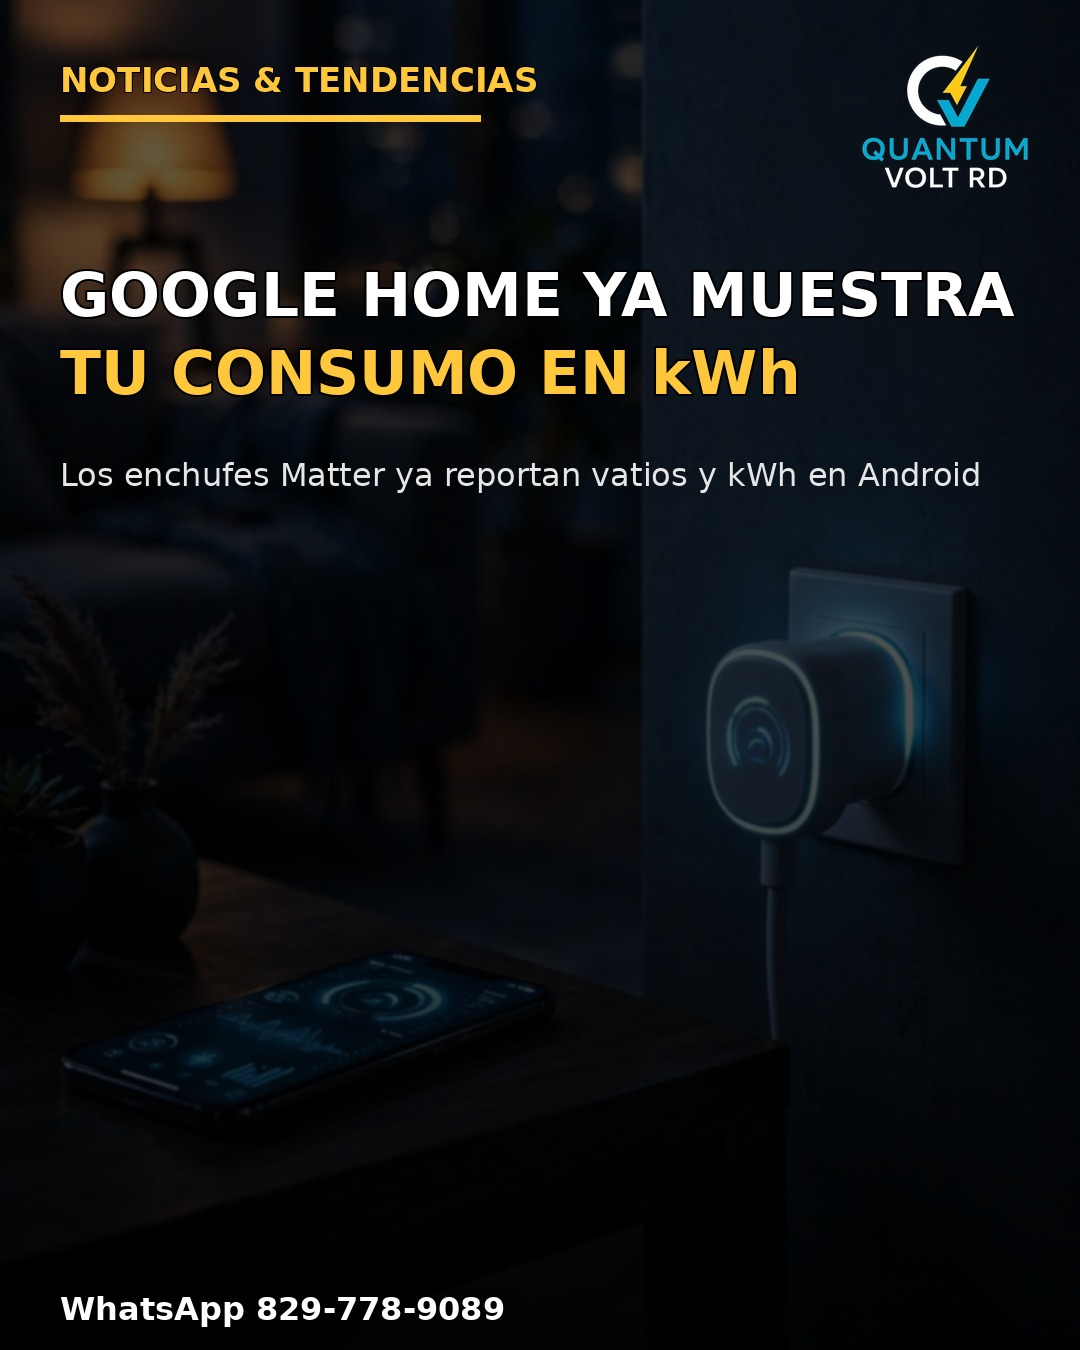 NOTICIAS & TENDENCIAS
QUANTUM
VOLT RD
GOOGLE HOME YA MUESTRA
TU CONSUMO EN kWh
Los enchufes Matter ya reportan vatios y kWh en Android
WhatsApp 829-778-9089